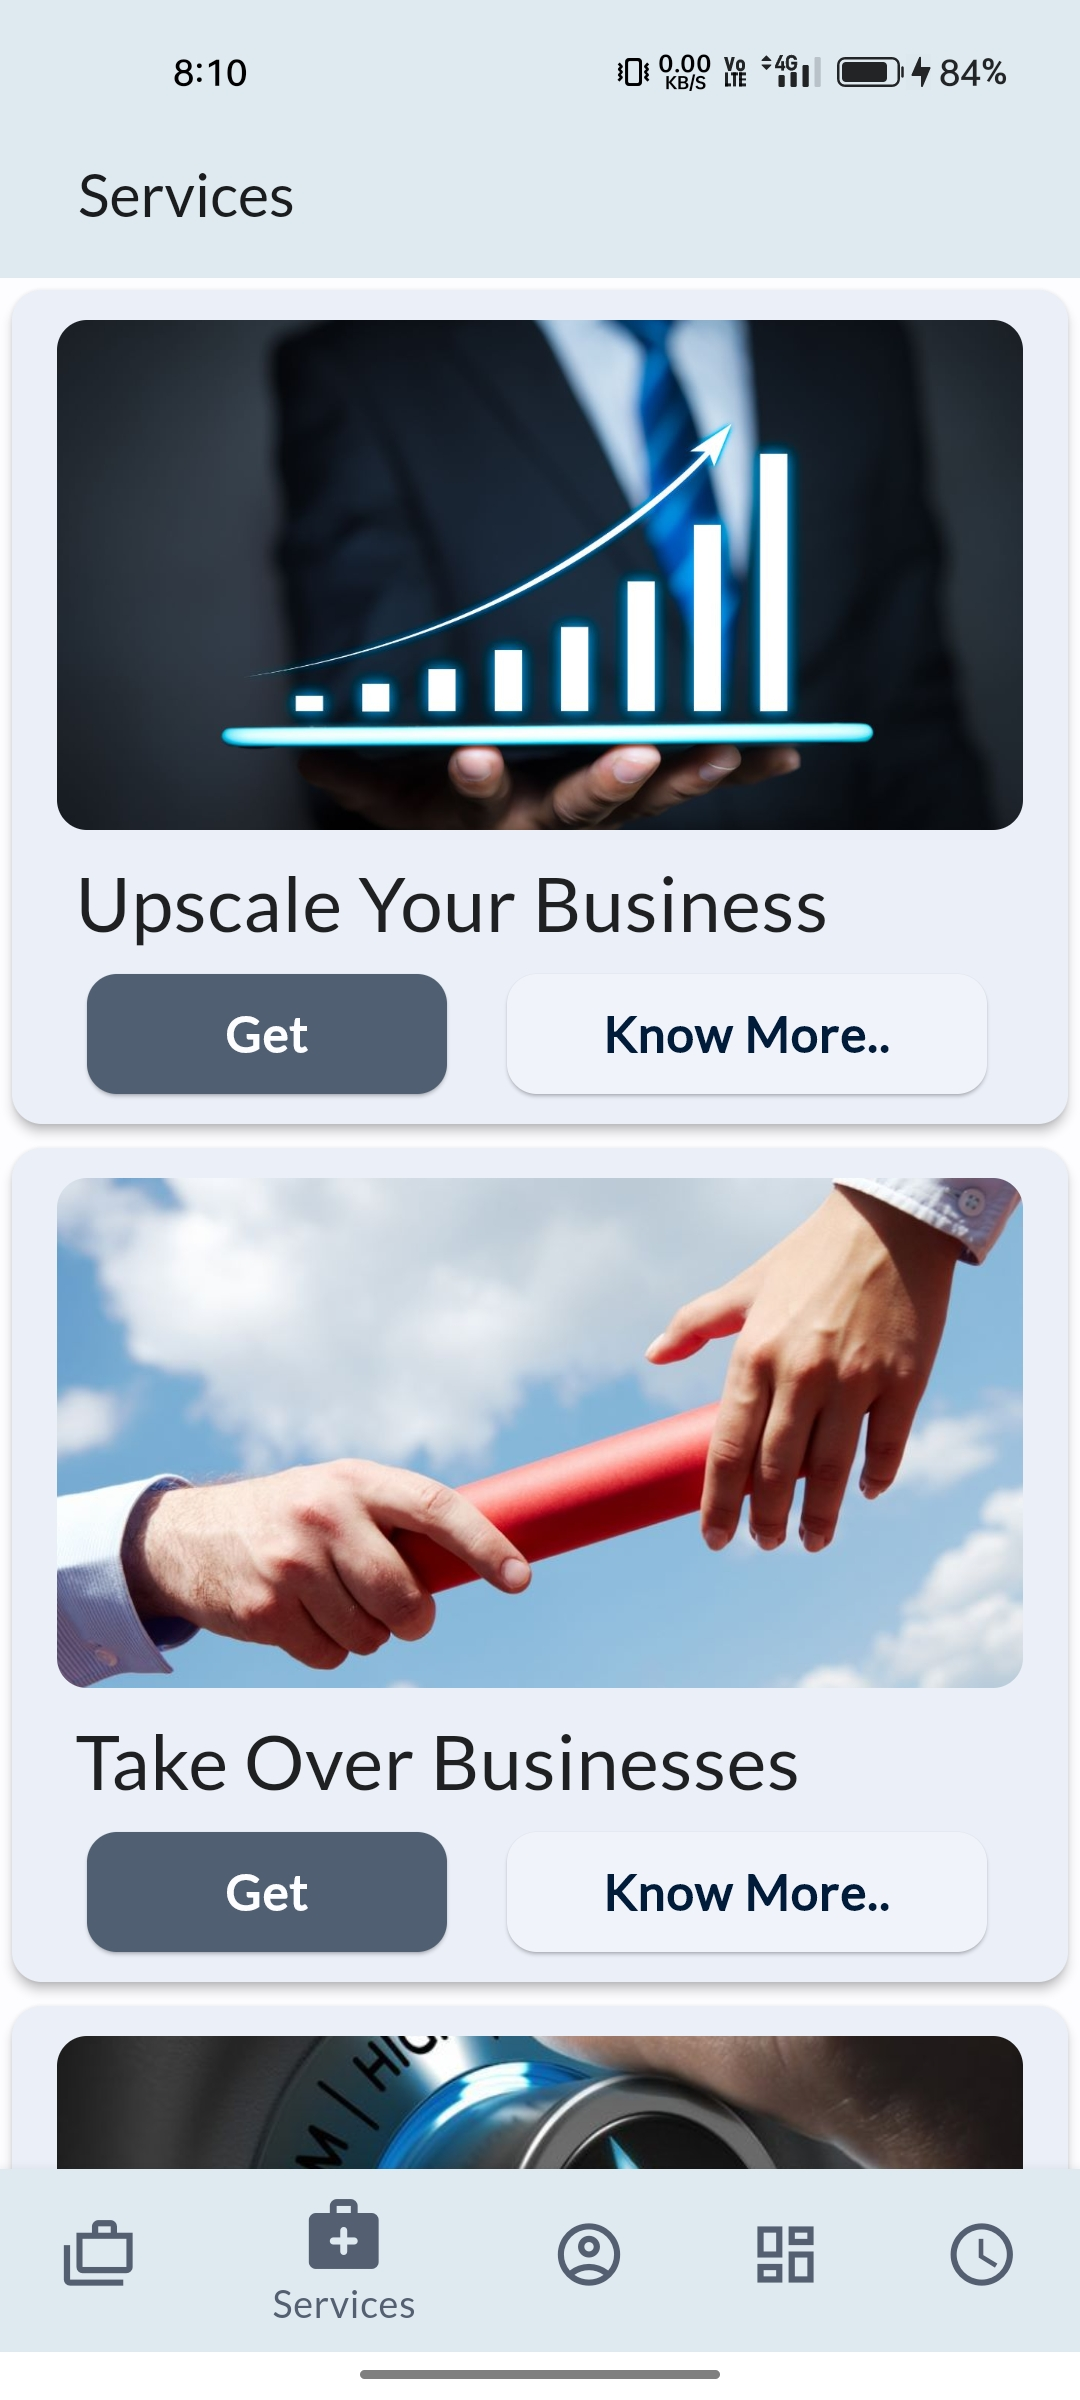 8:10 0.00 KB/S Vo LTE 4G 84%
Services
Upscale Your Business
Get Know More..
Take Over Businesses
Get Know More..
M | HIGH
Services